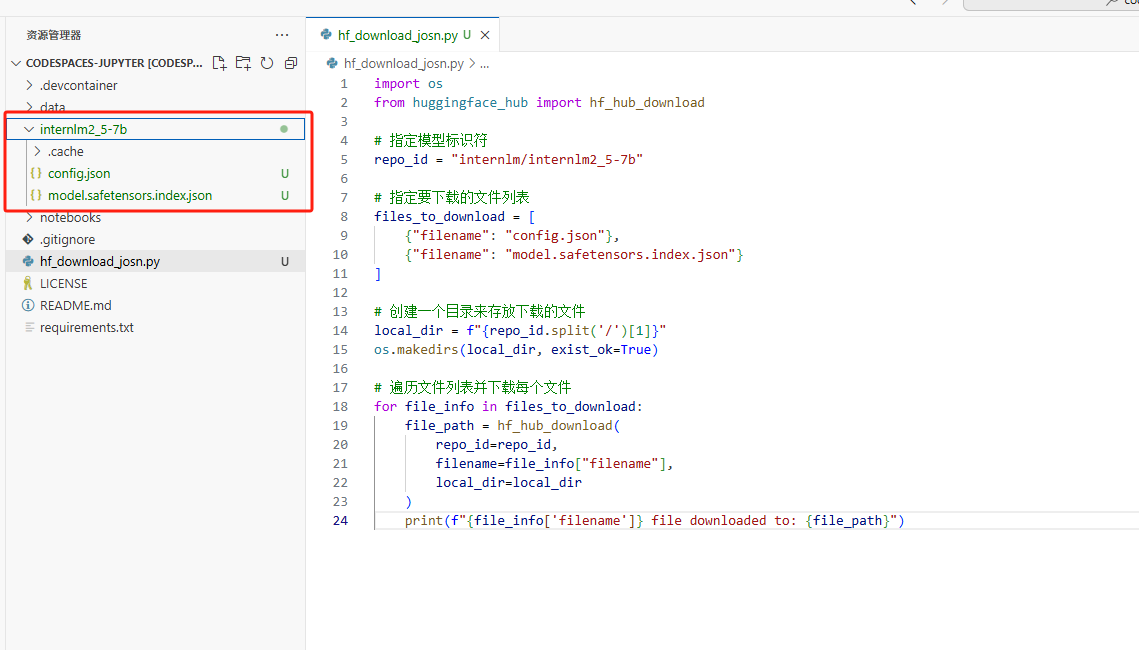 资源管理器
CODESPACES-JUPYTER [CODESP...
.devcontainer
data
internlm2_5-7b
.cache
{} config.json U
{} model.safetensors.index.json U
notebooks
.gitignore
hf_download_josn.py U
LICENSE
README.md
requirements.txt
hf_download_josn.py U
hf_download_josn.py > ...
1 import os
2 from huggingface_hub import hf_hub_download
3
4 # 指定模型标识符
5 repo_id = "internlm/internlm2_5-7b"
6
7 # 指定要下载的文件列表
8 files_to_download = [
9 {"filename": "config.json"},
10 {"filename": "model.safetensors.index.json"}
11 ]
12
13 # 创建一个目录来存放下载的文件
14 local_dir = f"{repo_id.split('/')[1]}"
15 os.makedirs(local_dir, exist_ok=True)
16
17 # 遍历文件列表并下载每个文件
18 for file_info in files_to_download:
19 file_path = hf_hub_download(
20 repo_id=repo_id,
21 filename=file_info["filename"],
22 local_dir=local_dir
23 )
24 print(f"{file_info['filename']} file downloaded to: {file_path}")